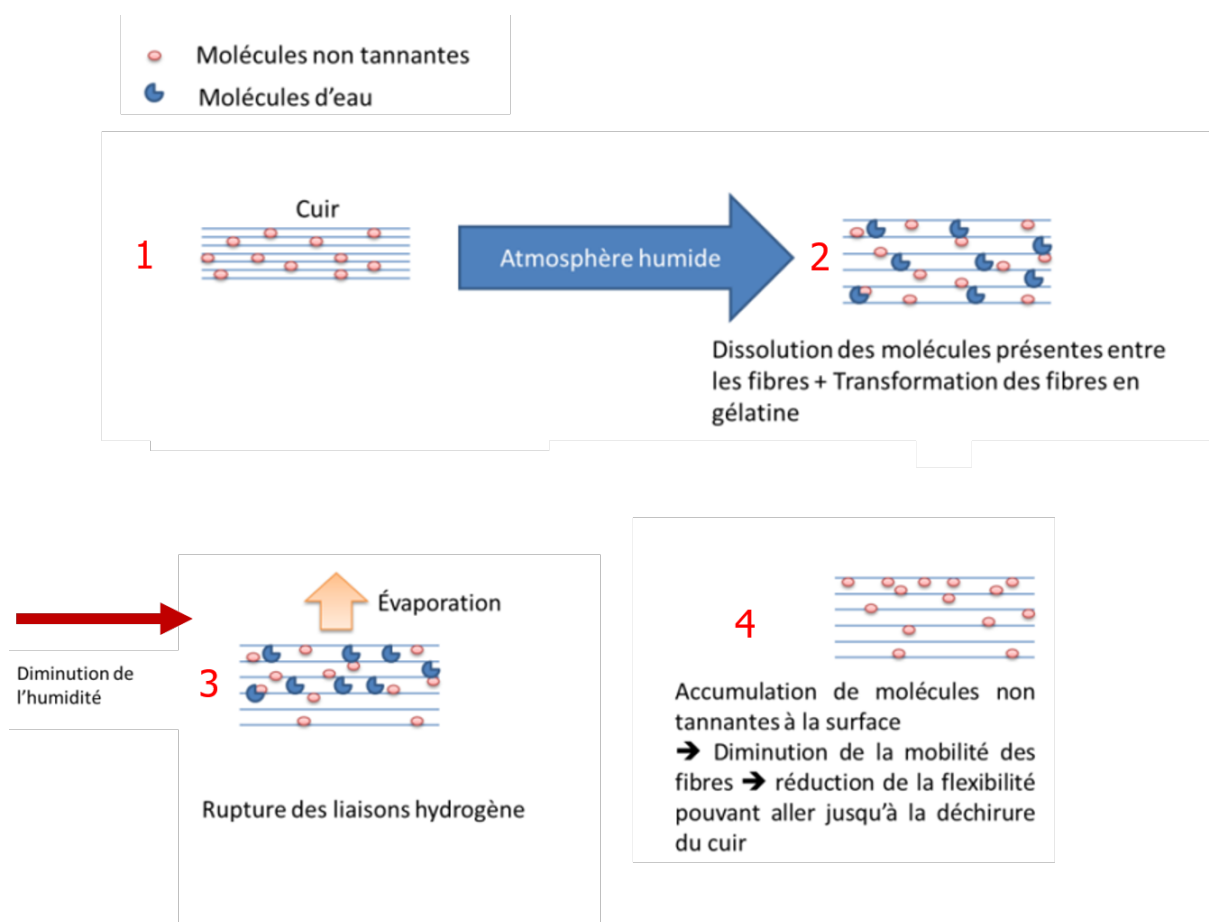 Molécules non tannantes
Molécules d'eau
Cuir
1
Atmosphère humide
2
Dissolution des molécules présentes entre
les fibres + Transformation des fibres en
gélatine
Évaporation
Diminution de
l'humidité
3
Rupture des liaisons hydrogène
4
Accumulation de molécules non
tannantes à la surface
➔ Diminution de la mobilité des
fibres ➔ réduction de la flexibilité
pouvant aller jusqu'à la déchirure
du cuir